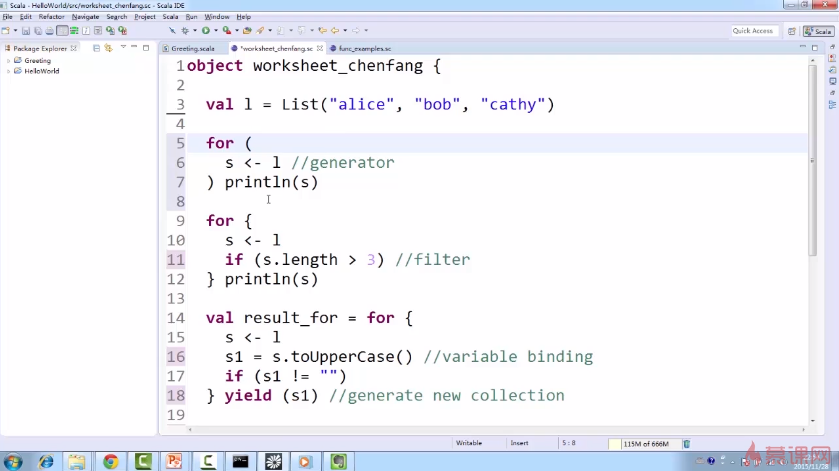 Scala - HelloWorld/src/worksheet_chenfang.sc - Scala IDE
File Edit Refactor Navigate Search Project Scala Run Window Help
Quick Access
Scala
Package Explorer
Greeting.scala
*worksheet_chenfang.sc
func_examples.sc
Greeting
HelloWorld
1 object worksheet_chenfang {
2
3 val l = List("alice", "bob", "cathy")
4
5 for (
6 s <- l //generator
7 ) println(s)
8
9 for {
10 s <- l
11 if (s.length > 3) //filter
12 } println(s)
13
14 val result_for = for {
15 s <- l
16 s1 = s.toUpperCase() //variable binding
17 if (s1 != "")
18 } yield (s1) //generate new collection
19
Writable
Insert
5 : 8
115M of 666M
慕课网
2015/11/28